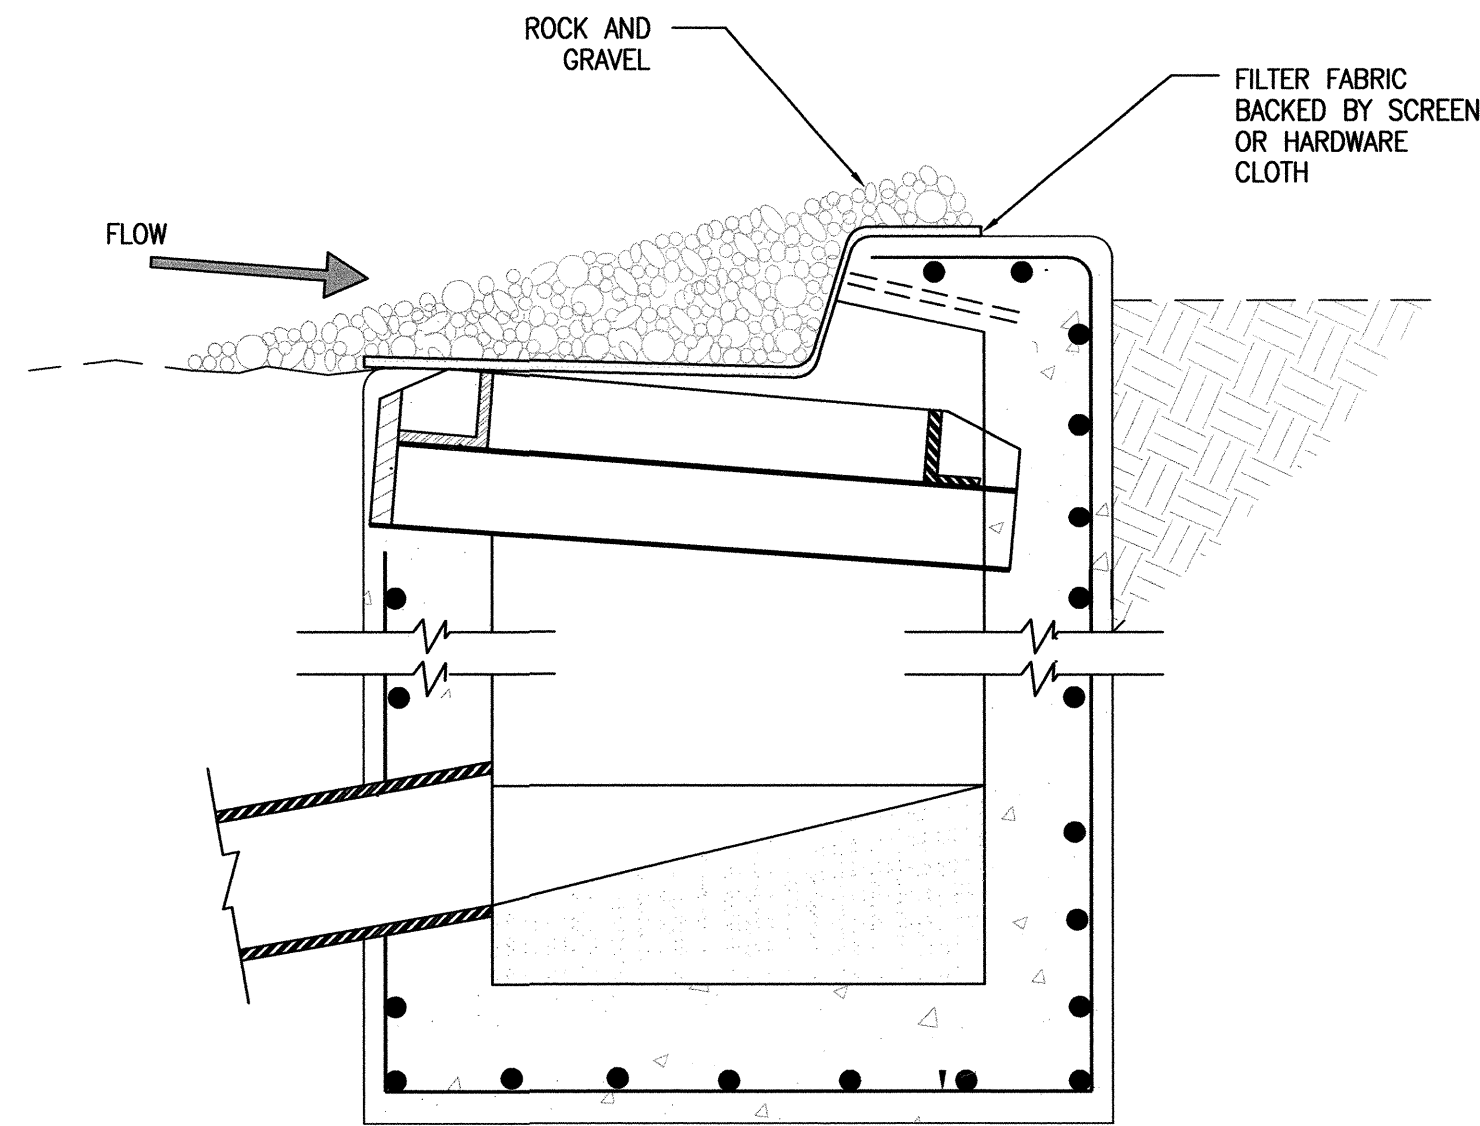 ROCK AND
GRAVEL
FILTER FABRIC
BACKED BY SCREEN
OR HARDWARE
CLOTH
FLOW